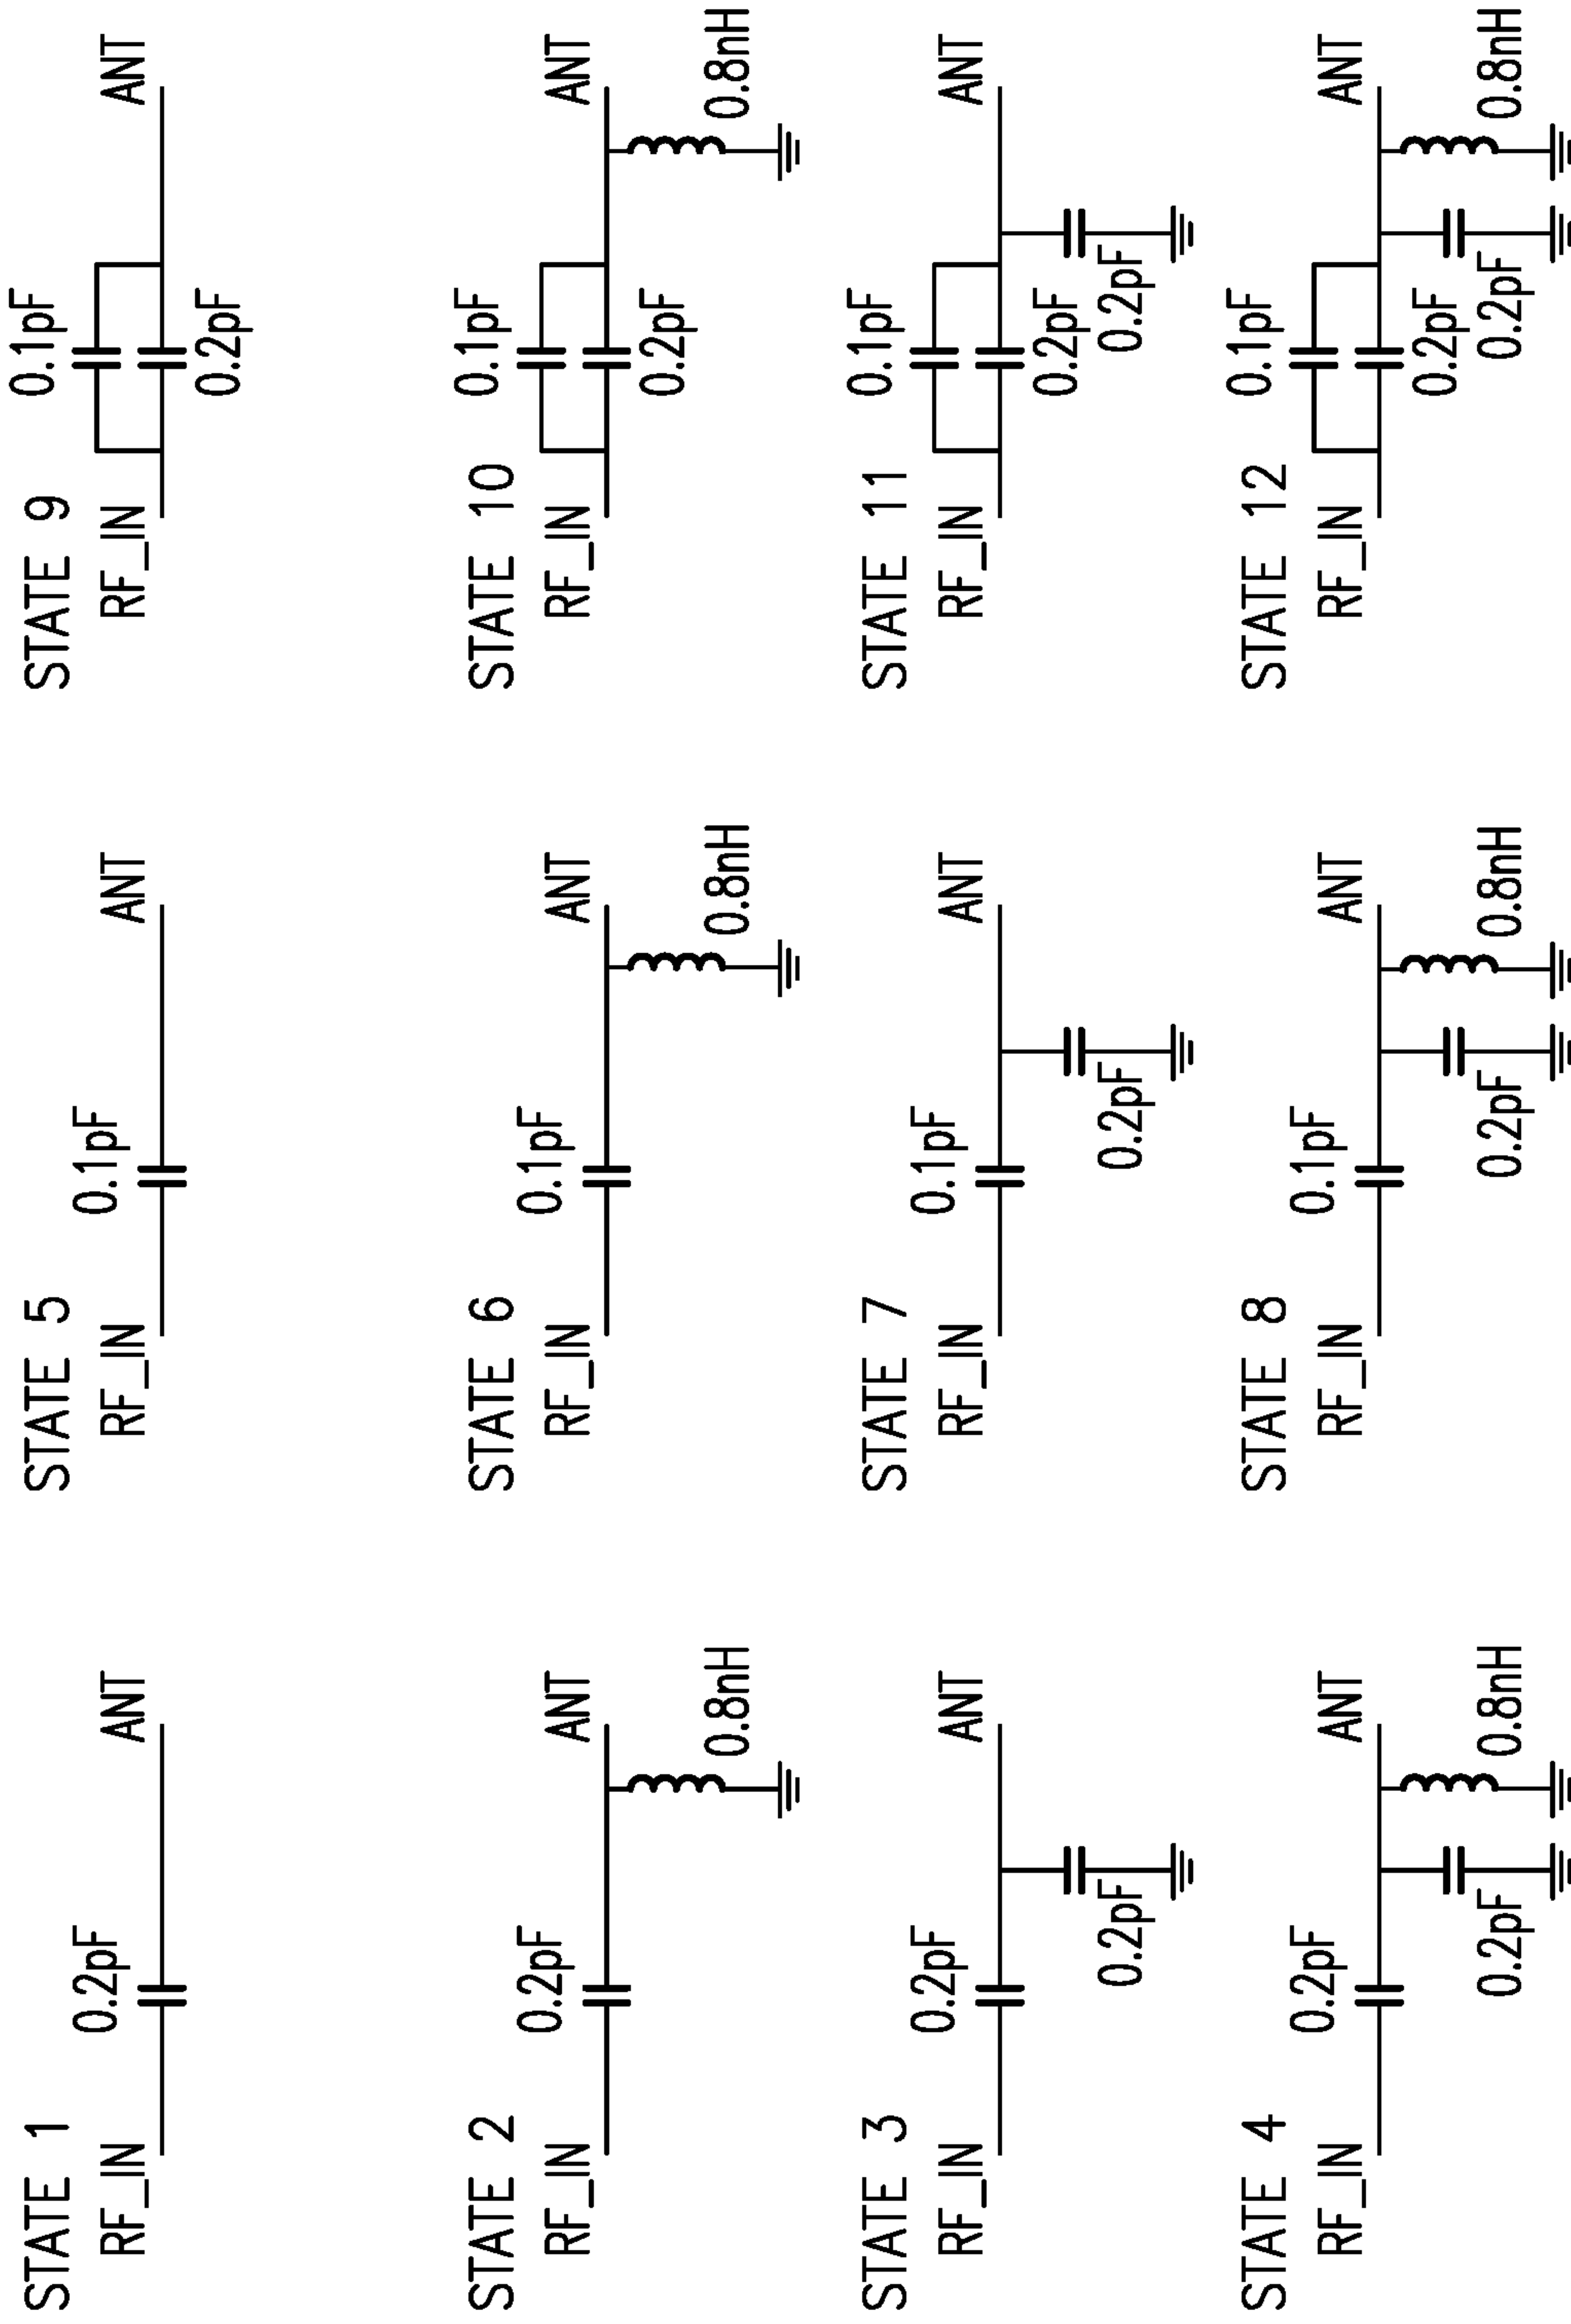 STATE 1
RF_IN
0.2pF
ANT
STATE 2
RF_IN
0.2pF
ANT
0.8nH
STATE 3
RF_IN
0.2pF
ANT
0.2pF
STATE 4
RF_IN
0.2pF
ANT
0.2pF
0.8nH
STATE 5
RF_IN
0.1pF
ANT
STATE 6
RF_IN
0.1pF
ANT
0.8nH
STATE 7
RF_IN
0.1pF
ANT
0.2pF
STATE 8
RF_IN
0.1pF
ANT
0.2pF
0.8nH
STATE 9
RF_IN
0.1pF
ANT
0.2pF
STATE 10
RF_IN
0.1pF
ANT
0.2pF
0.8nH
STATE 11
RF_IN
0.1pF
ANT
0.2pF
0.2pF
STATE 12
RF_IN
0.1pF
ANT
0.2pF
0.2pF
0.8nH